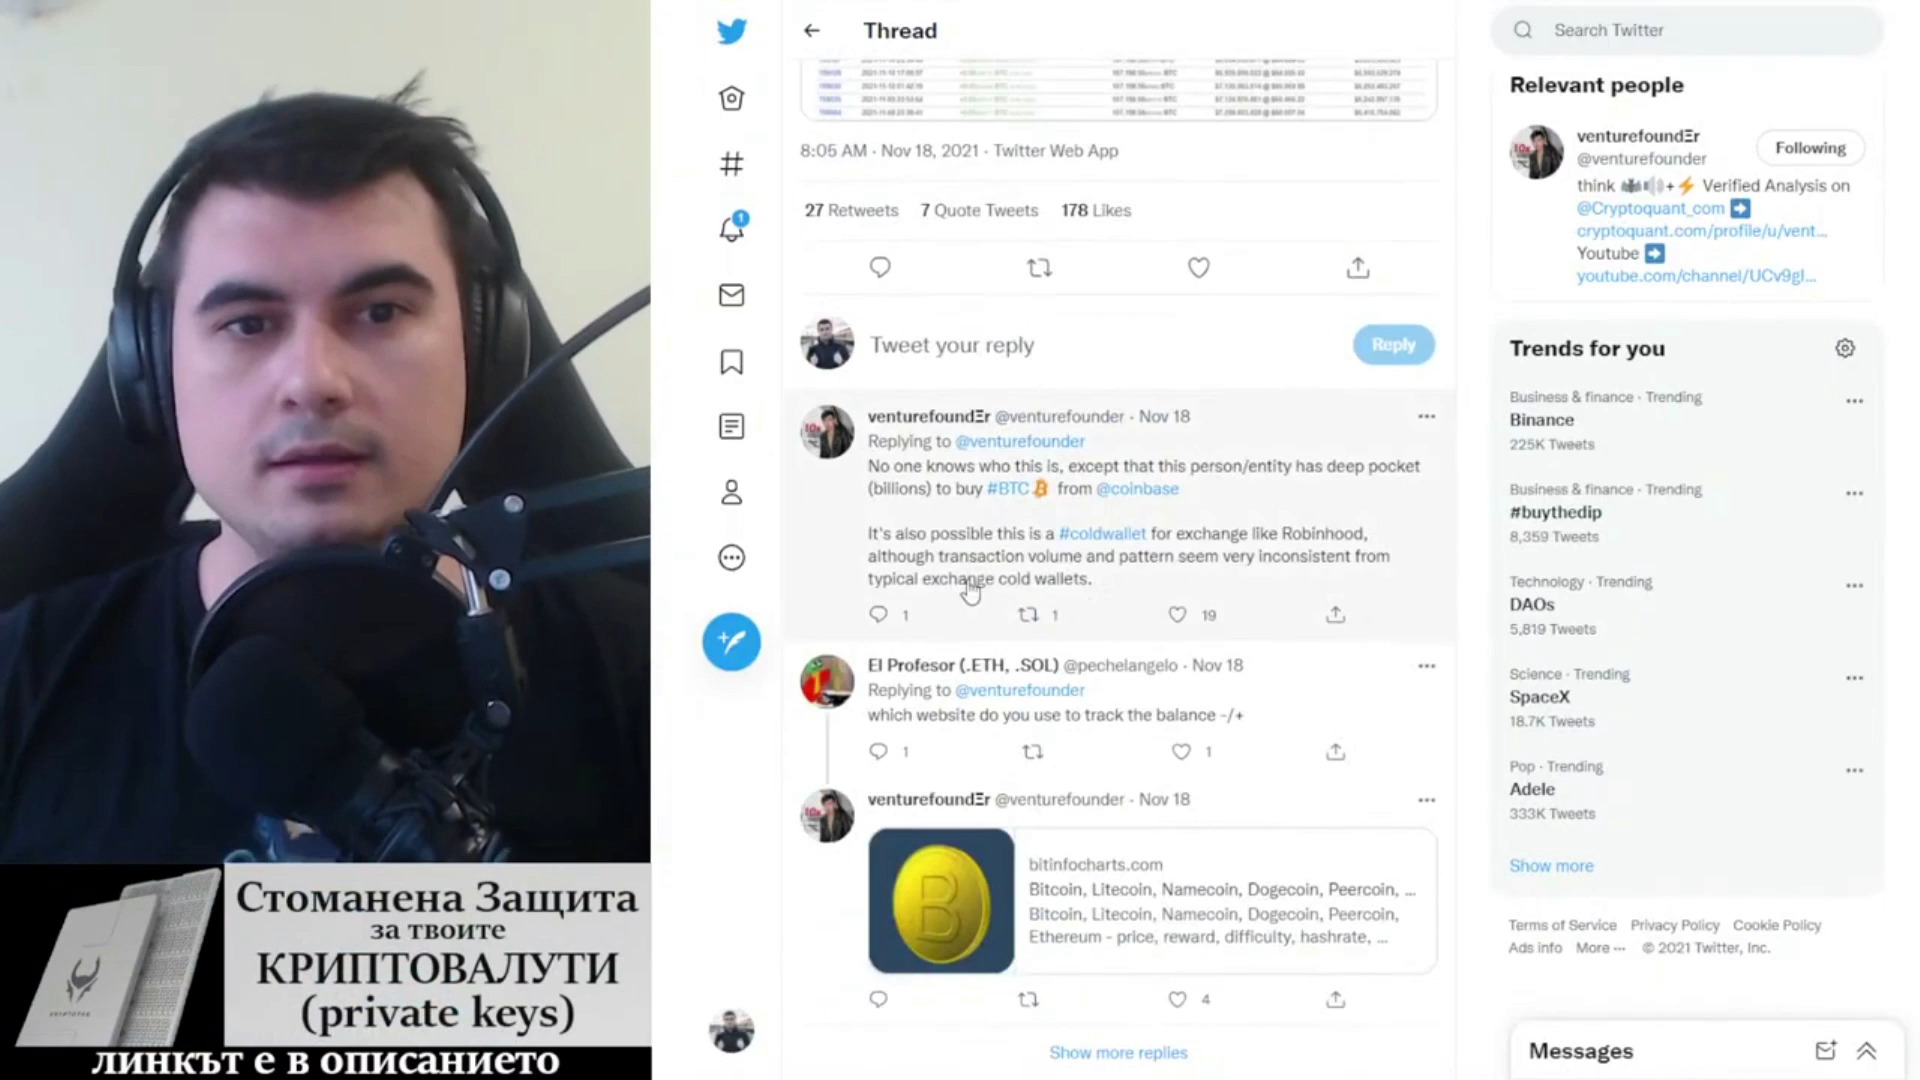 Thread
8:05 AM · Nov 18, 2021 · Twitter Web App
27 Retweets 7 Quote Tweets 178 Likes
Tweet your reply
Reply
venturefoundΞr @venturefounder · Nov 18
Replying to @venturefounder
No one knows who this is, except that this person/entity has deep pocket
(billions) to buy #BTC from @coinbase
It's also possible this is a #coldwallet for exchange like Robinhood,
although transaction volume and pattern seem very inconsistent from
typical exchange cold wallets.
1 1 19
El Profesor (.ETH, .SOL) @pechelangelo · Nov 18
Replying to @venturefounder
which website do you use to track the balance -/+
1 1
venturefoundΞr @venturefounder · Nov 18
bitinfocharts.com
Bitcoin, Litecoin, Namecoin, Dogecoin, Peercoin, ...
Bitcoin, Litecoin, Namecoin, Dogecoin, Peercoin,
Ethereum - price, reward, difficulty, hashrate, ...
4
Show more replies
Search Twitter
Relevant people
venturefoundΞr
@venturefounder
Following
think + Verified Analysis on
@Cryptoquant_com
cryptoquant.com/profile/u/vent...
Youtube
youtube.com/channel/UCv9gI...
Trends for you
Business & finance · Trending
Binance
225K Tweets
Business & finance · Trending
#buythedip
8,359 Tweets
Technology · Trending
DAOs
5,819 Tweets
Science · Trending
SpaceX
18.7K Tweets
Pop · Trending
Adele
333K Tweets
Show more
Terms of Service Privacy Policy Cookie Policy
Ads info More ··· © 2021 Twitter, Inc.
Messages
1
Стоманена Защита
за твоите
КРИПТОВАЛУТИ
(private keys)
линкът е в описанието